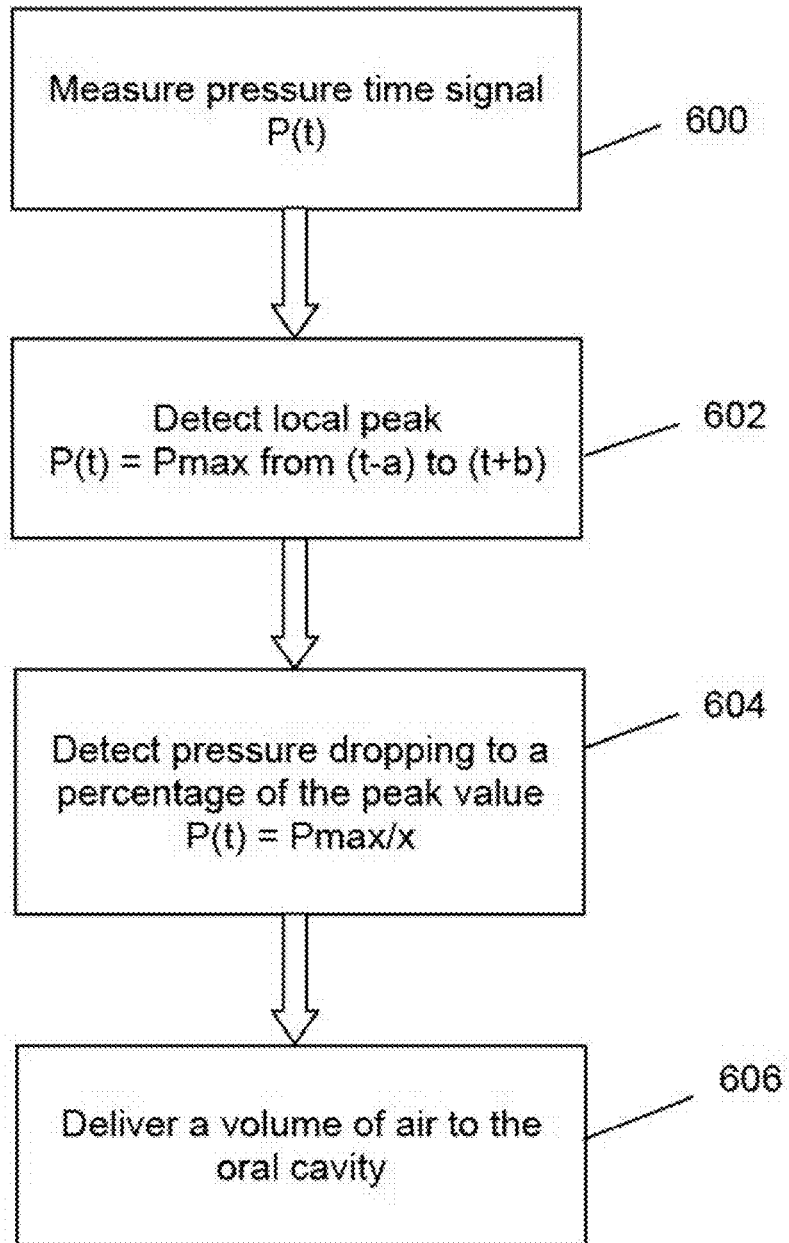 Measure pressure time signal
P(t)
600
Detect local peak
P(t) = Pmax from (t-a) to (t+b)
602
Detect pressure dropping to a
percentage of the peak value
P(t) = Pmax/x
604
Deliver a volume of air to the
oral cavity
606